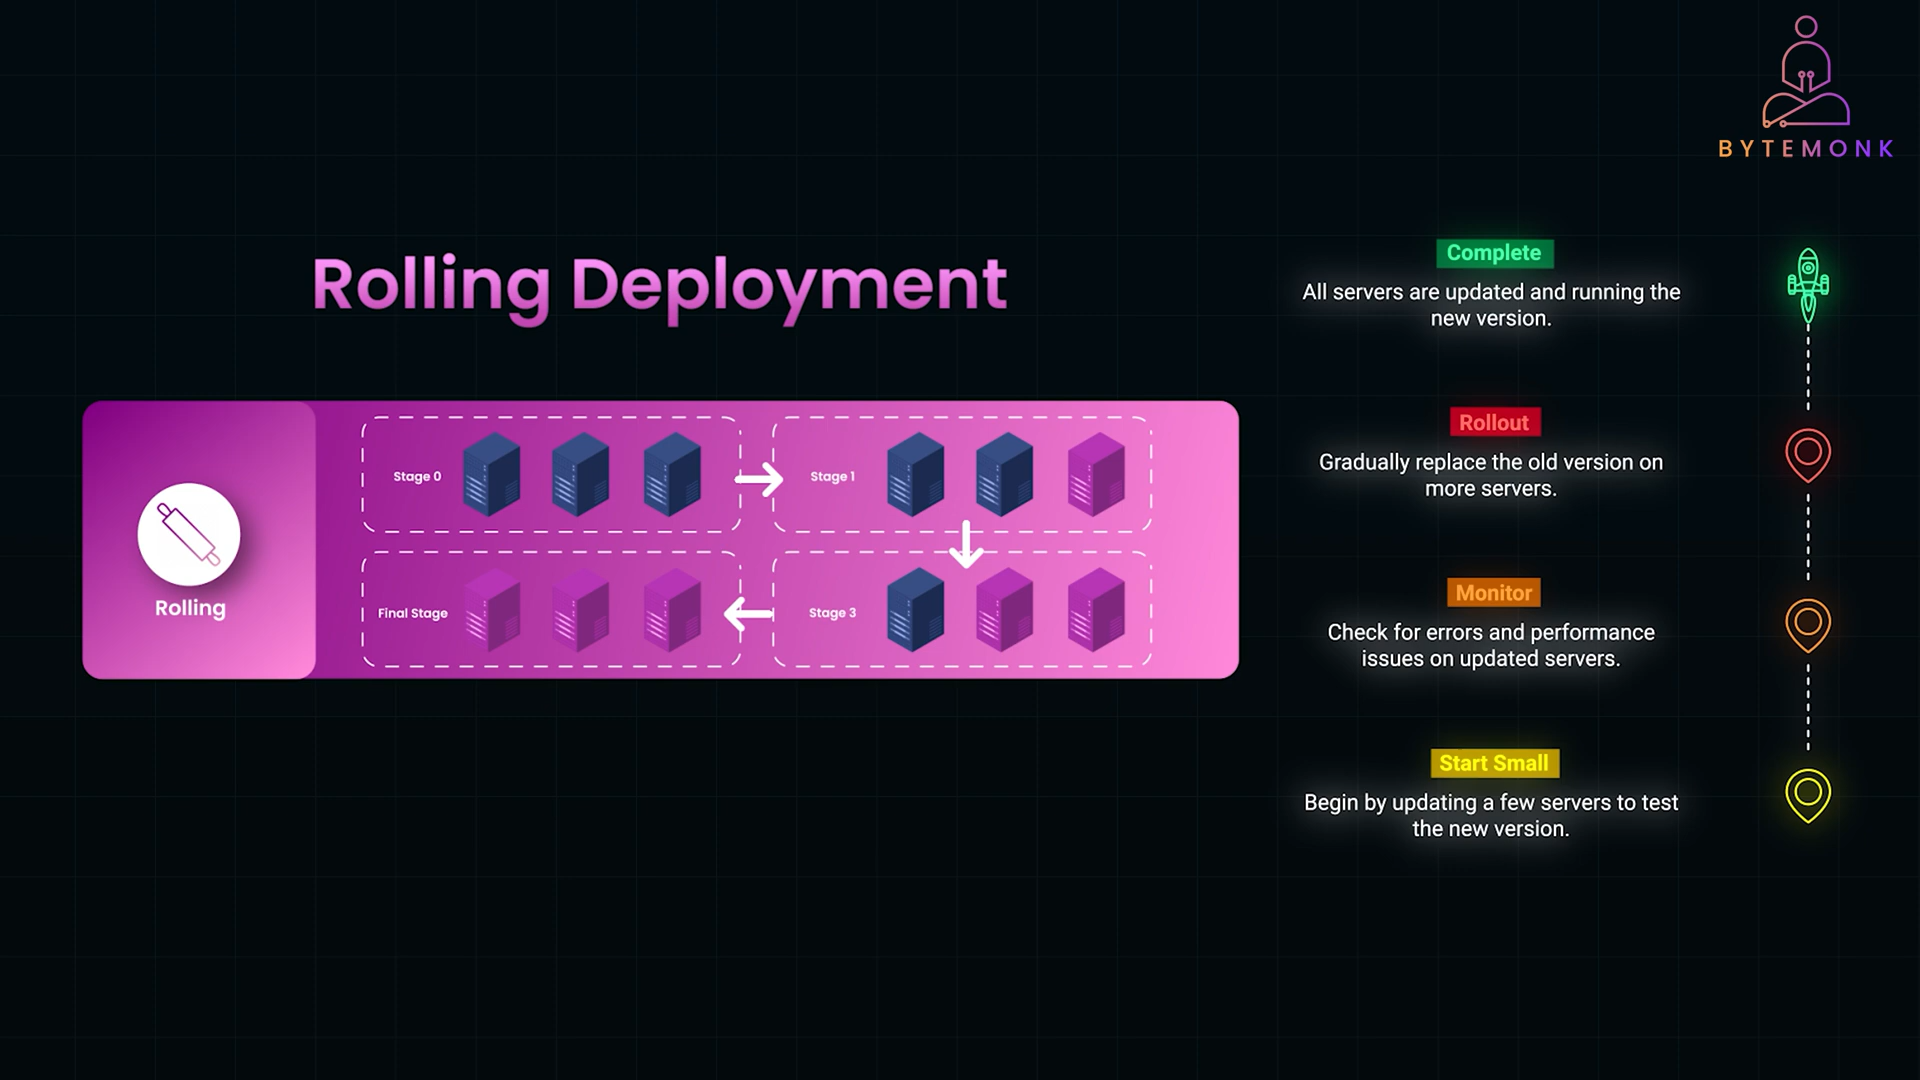 BYTEMONK
Rolling Deployment
Rolling
Stage 0
Stage 1
Final Stage
Stage 3
Complete
All servers are updated and running the
new version.
Rollout
Gradually replace the old version on
more servers.
Monitor
Check for errors and performance
issues on updated servers.
Start Small
Begin by updating a few servers to test
the new version.